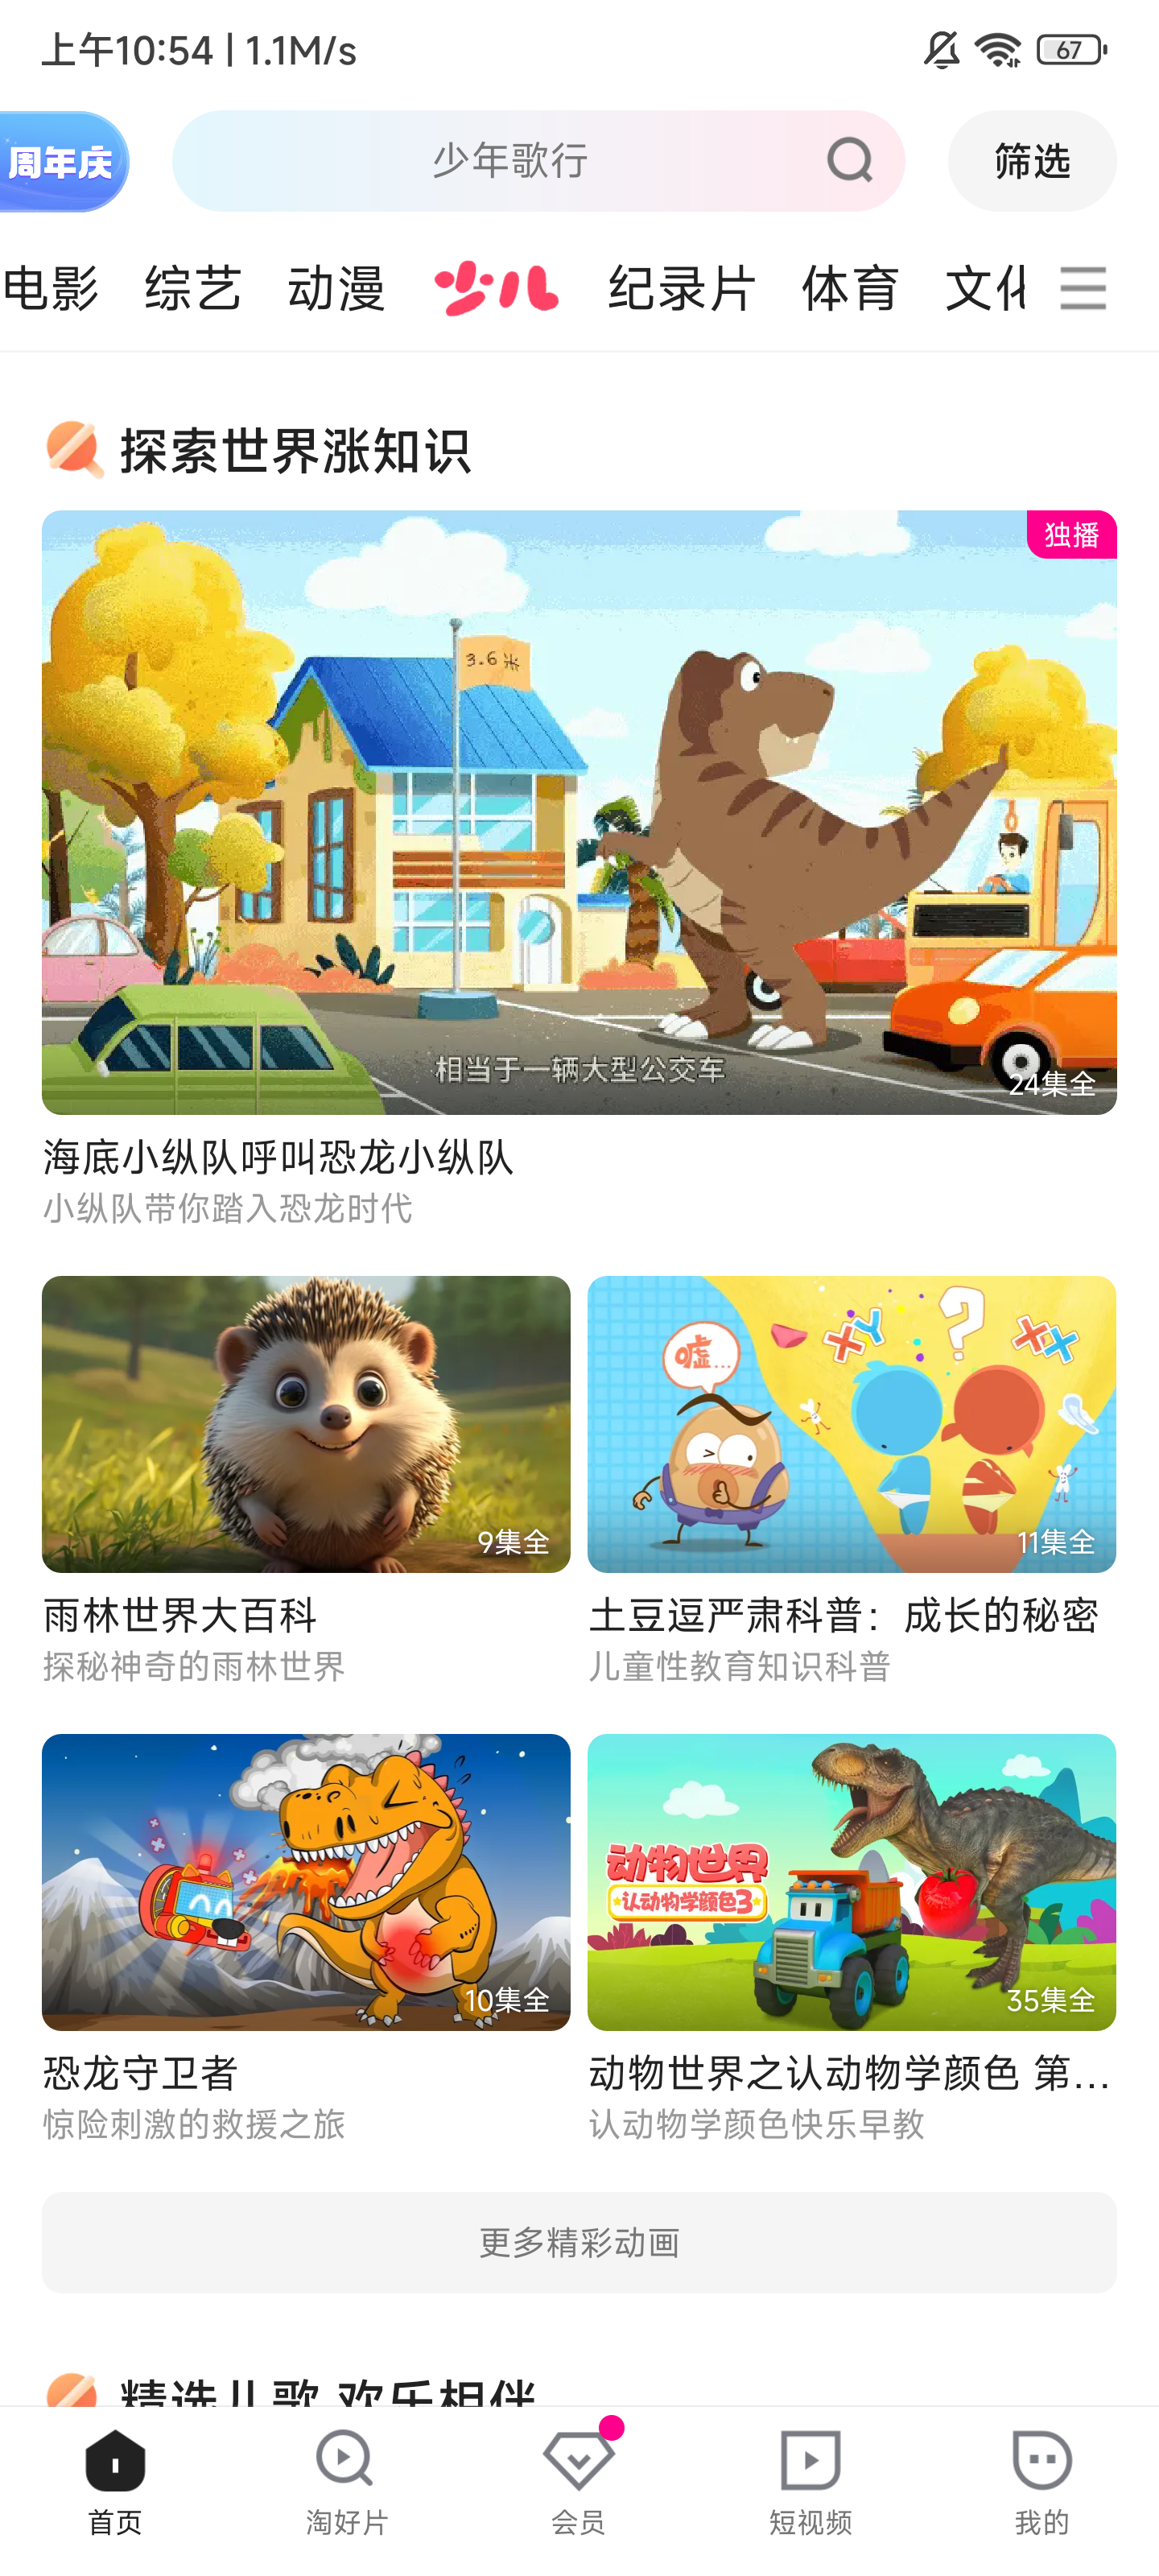 上午10:54 | 1.1M/s
67
周年庆
少年歌行
筛选
电影 综艺 动漫 少儿 纪录片 体育 文化
探索世界涨知识
独播
3.6米
相当于一辆大型公交车
24集全
海底小纵队呼叫恐龙小纵队
小纵队带你踏入恐龙时代
嘘...
XY
?
XX
9集全
11集全
雨林世界大百科
探秘神奇的雨林世界
土豆逗严肃科普：成长的秘密
儿童性教育知识科普
动物世界
认动物学颜色3
10集全
35集全
恐龙守卫者
惊险刺激的救援之旅
动物世界之认动物学颜色 第...
认动物学颜色快乐早教
更多精彩动画
精选儿歌 欢乐相伴
首页
淘好片
会员
短视频
我的